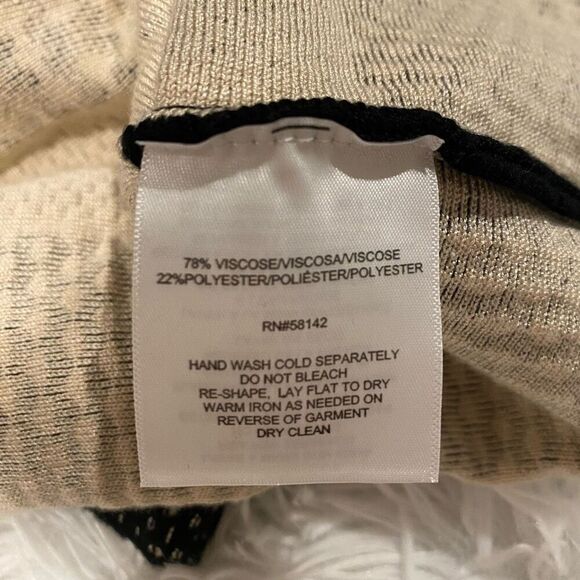 78% VISCOSE/VISCOSA/VISCOSE
22%POLYESTER/POLIÉSTER/POLYESTER
RN#58142
HAND WASH COLD SEPARATELY
DO NOT BLEACH
RE-SHAPE, LAY FLAT TO DRY
WARM IRON AS NEEDED ON
REVERSE OF GARMENT
DRY CLEAN